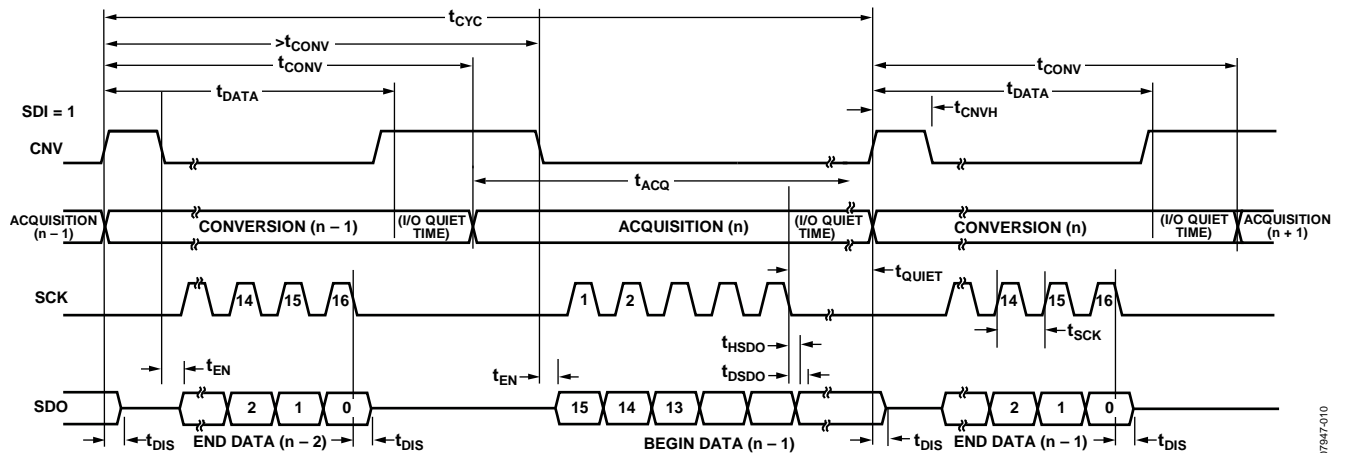 tCYC
>tCONV
tCONV
tCONV
tDATA
tDATA
SDI = 1
tCNVH
CNV
tACQ
ACQUISITION
(n – 1)
CONVERSION (n – 1)
(I/O QUIET
TIME)
ACQUISITION (n)
(I/O QUIET
TIME)
CONVERSION (n)
(I/O QUIET
TIME)
ACQUISITION
(n + 1)
tQUIET
SCK
14
15
16
1
2
14
15
16
tSCK
tHSDO
tEN
tEN
tDSDO
SDO
2
1
0
15
14
13
2
1
0
tDIS
END DATA (n – 2)
tDIS
BEGIN DATA (n – 1)
tDIS
END DATA (n – 1)
tDIS
07947-010